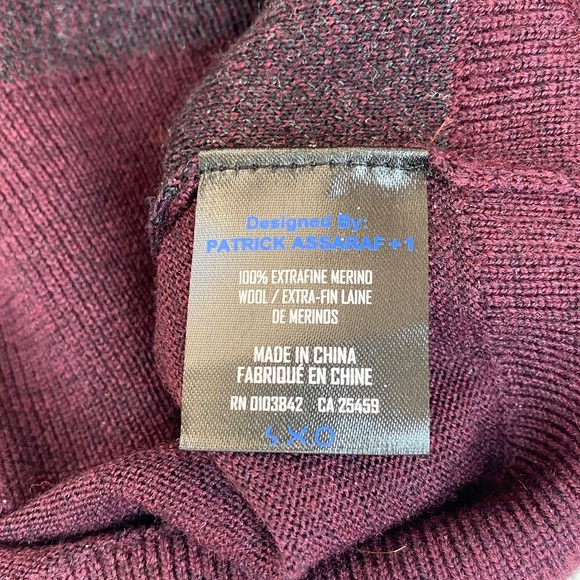 Designed By:
PATRICK ASSARAF +1
100% EXTRAFINE MERINO
WOOL / EXTRA-FIN LAINE
DE MERINOS
MADE IN CHINA
FABRIQUÉ EN CHINE
RN 0103842 CA 25459